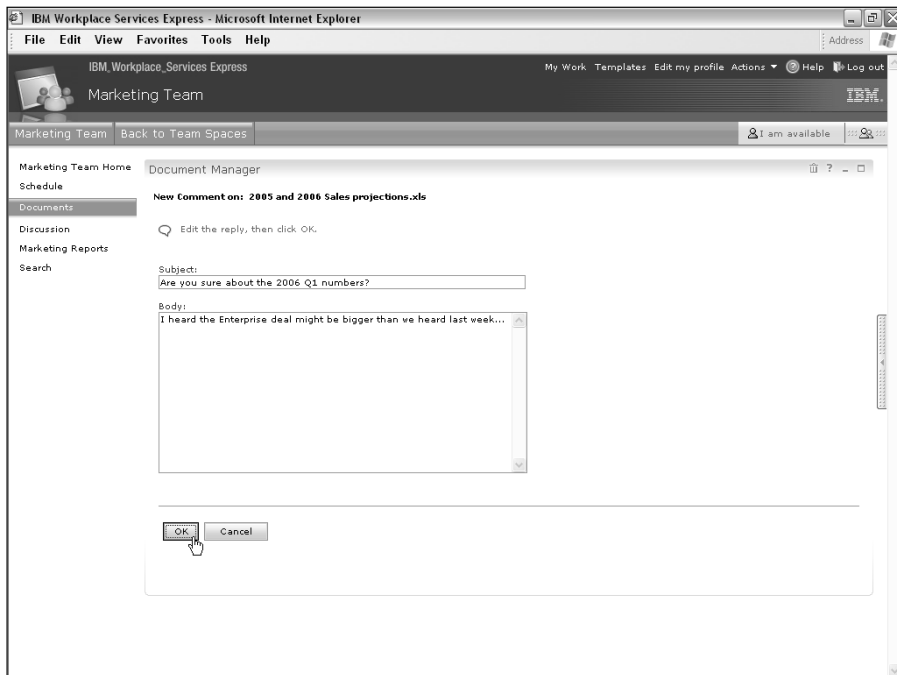 IBM Workplace Services Express - Microsoft Internet Explorer
File Edit View Favorites Tools Help
Address
IBM_Workplace_Services Express
My Work Templates Edit my profile Actions Help Log out
Marketing Team
IBM.
Marketing Team Back to Team Spaces
I am available
Marketing Team Home
Schedule
Documents
Discussion
Marketing Reports
Search
Document Manager
?
New Comment on: 2005 and 2006 Sales projections.xls
Edit the reply, then click OK.
Subject:
Are you sure about the 2006 Q1 numbers?
Body:
I heard the Enterprise deal might be bigger than we heard last week...
OK Cancel